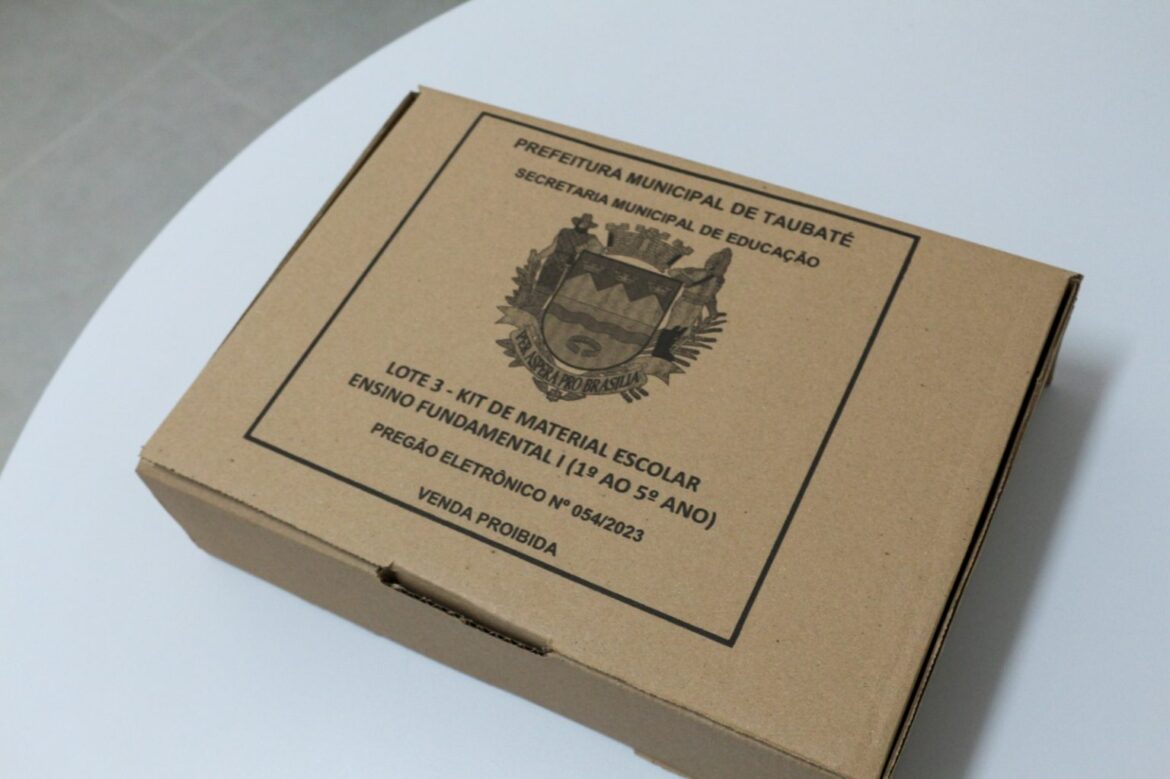 PREFEITURA MUNICIPAL DE TAUBATÉ
SECRETARIA MUNICIPAL DE EDUCAÇÃO
PER ASPERA PRO BRASILIA
LOTE 3 - KIT DE MATERIAL ESCOLAR
ENSINO FUNDAMENTAL I (1º AO 5º ANO)
PREGÃO ELETRÔNICO Nº 054/2023
VENDA PROIBIDA